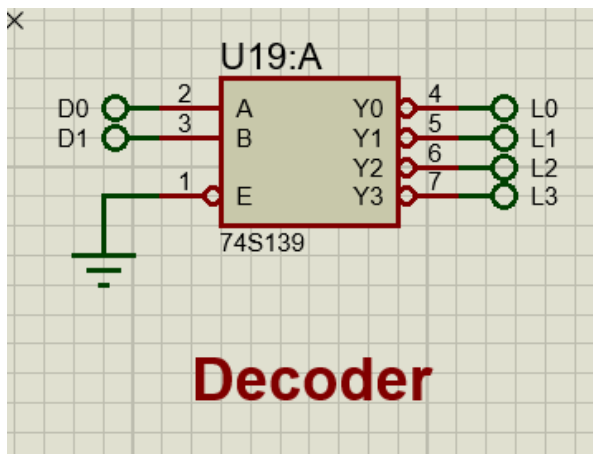 U19:A
D0 2 A Y0 4 L0
D1 3 B Y1 5 L1
Y2 6 L2
1 E Y3 7 L3
74S139
Decoder